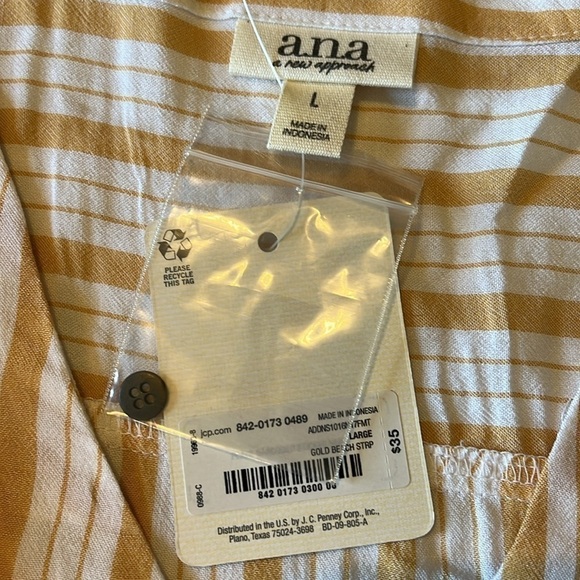 a.n.a
a new approach
L
MADE IN
INDONESIA
PLEASE
RECYCLE
THIS TAG
jcp.com 842-0173 0489
MADE IN INDONESIA
LARGE
GOLD BEACH STRP
$35
0988-C
842 0173 0300 00
Distributed in the U.S. by J. C. Penney Corp., Inc.,
Plano, Texas 75024-3698 BD-09-805-A